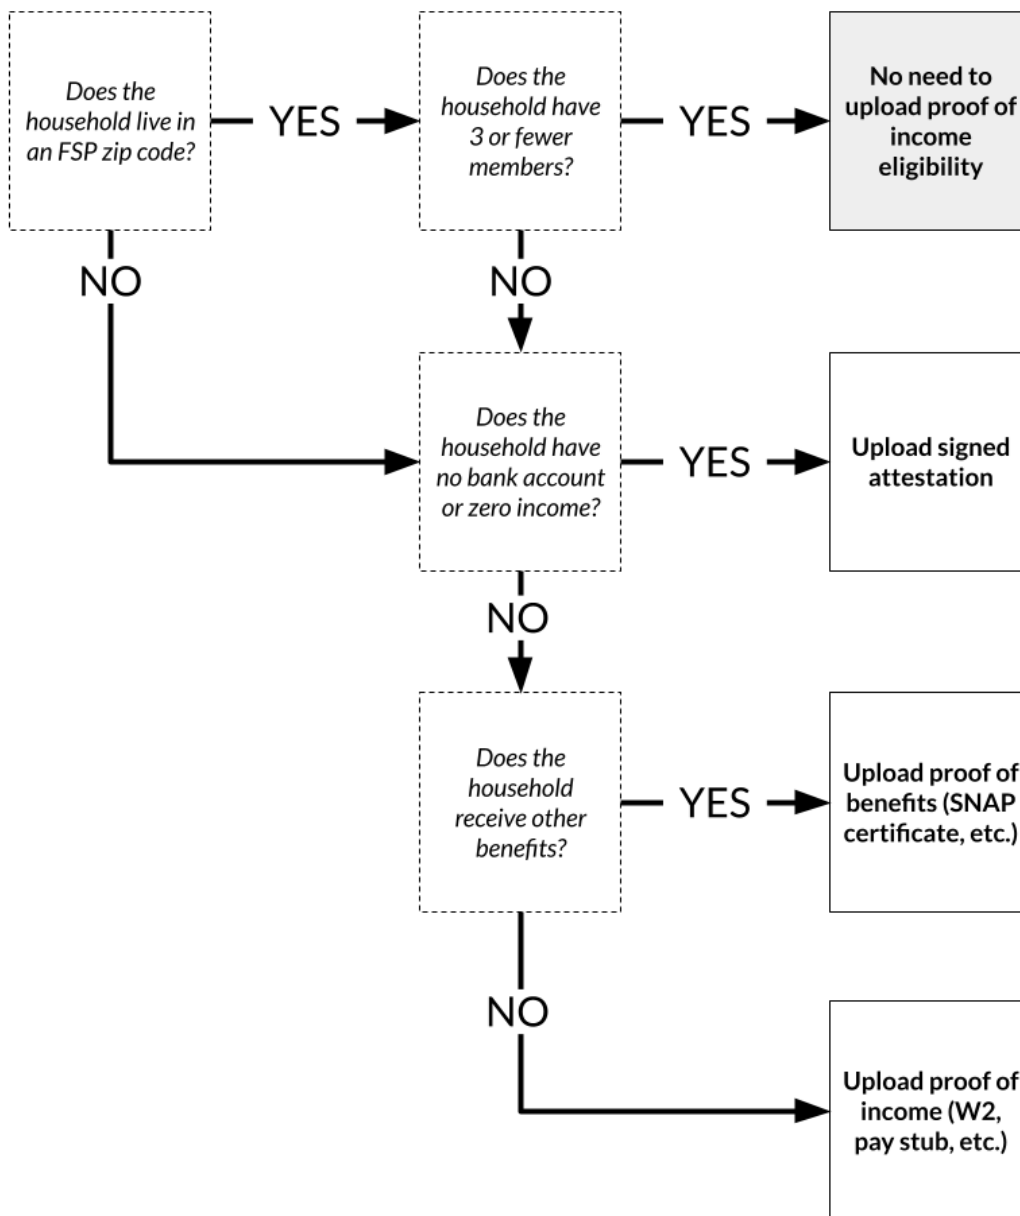 Does the
household live in
an FSP zip code?
YES
Does the
household have
3 or fewer
members?
YES
No need to
upload proof of
income
eligibility
NO
NO
Does the
household have
no bank account
or zero income?
YES
Upload signed
attestation
NO
Does the
household
receive other
benefits?
YES
Upload proof of
benefits (SNAP
certificate, etc.)
NO
Upload proof of
income (W2,
pay stub, etc.)